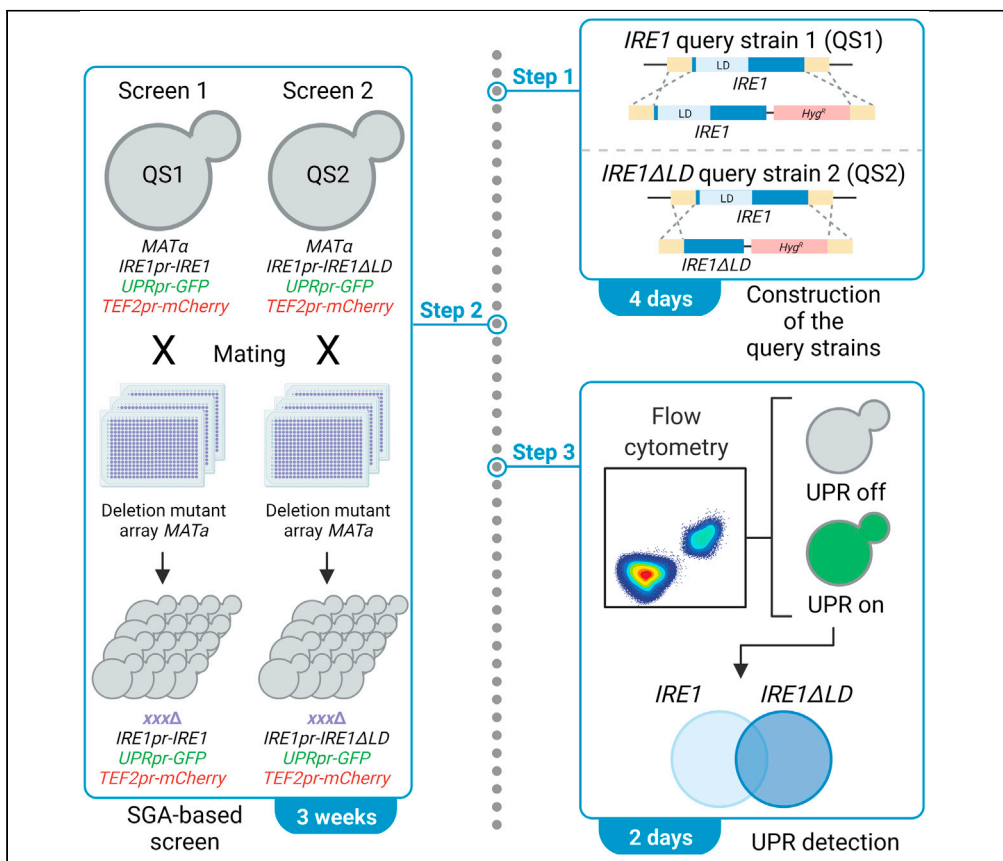 Step 1
IRE1 query strain 1 (QS1)
LD
IRE1
LD
Hygᴿ
IRE1
IRE1ΔLD query strain 2 (QS2)
LD
IRE1
Hygᴿ
IRE1ΔLD
4 days
Construction
of the
query strains
Step 2
Screen 1
Screen 2
QS1
QS2
MATα
IRE1pr-IRE1
UPRpr-GFP
TEF2pr-mCherry
MATα
IRE1pr-IRE1ΔLD
UPRpr-GFP
TEF2pr-mCherry
X Mating X
Deletion mutant
array MATa
Deletion mutant
array MATa
xxxΔ
IRE1pr-IRE1
UPRpr-GFP
TEF2pr-mCherry
xxxΔ
IRE1pr-IRE1ΔLD
UPRpr-GFP
TEF2pr-mCherry
SGA-based
screen
3 weeks
Step 3
Flow
cytometry
UPR off
UPR on
IRE1
IRE1ΔLD
2 days
UPR detection